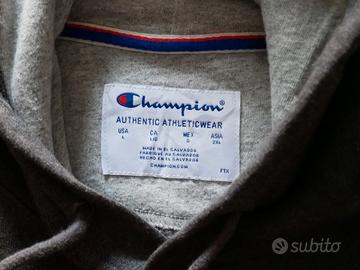 Champion
AUTHENTIC ATHLETICWEAR
USA CA MEX ASIA
L L/G G 2XL
MADE IN EL SALVADOR
FABRIQUÉ AU SALVADOR
HECHO EN EL SALVADOR
CHAMPION.COM
FTX
subito